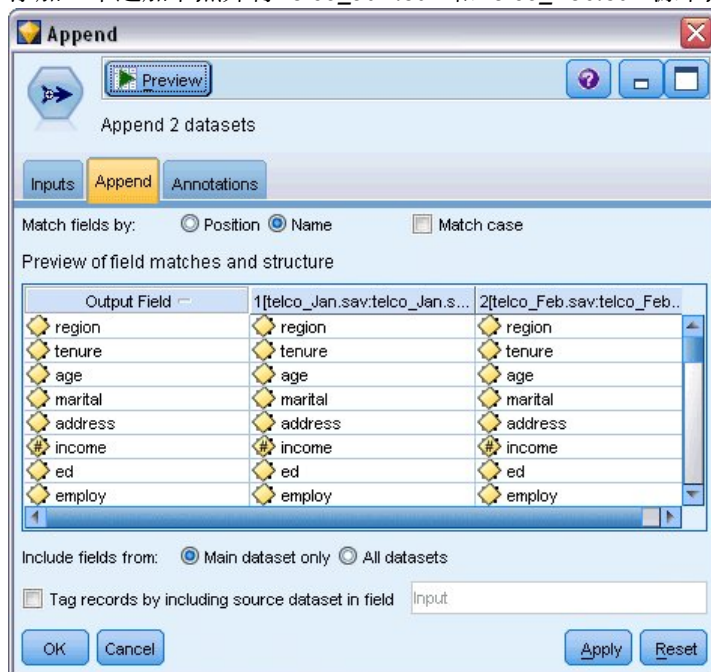 Append
Preview
Append 2 datasets
Inputs Append Annotations
Match fields by: Position Name Match case
Preview of field matches and structure
Output Field 1[telco_Jan.sav:telco_Jan.s... 2[telco_Feb.sav:telco_Feb..
region region region
tenure tenure tenure
age age age
marital marital marital
address address address
income income income
ed ed ed
employ employ employ
Include fields from: Main dataset only All datasets
Tag records by including source dataset in field Input
OK Cancel Apply Reset